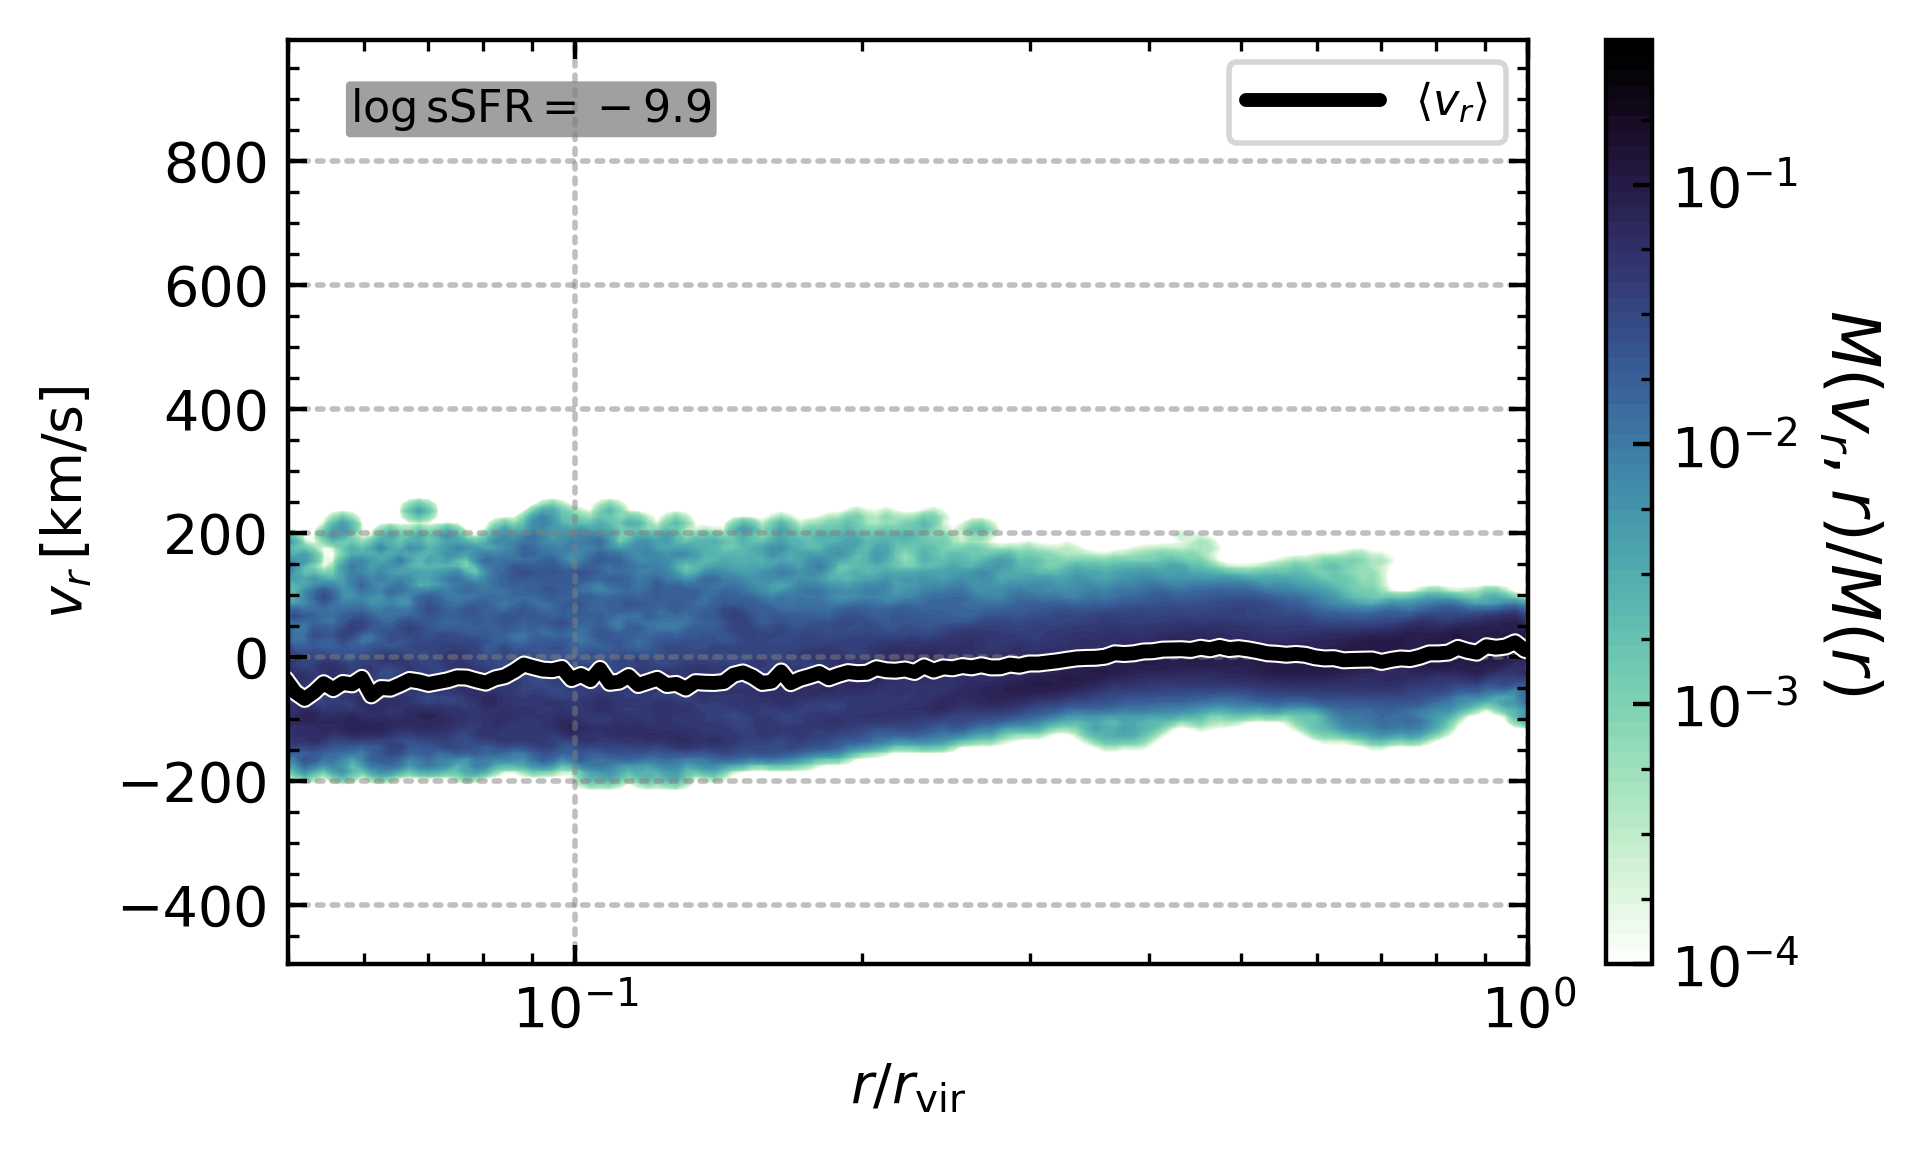 log sSFR = −9.9
⟨v_r⟩
800
600
400
200
0
−200
−400
v_r [km/s]
10^−1
10^0
r/r_vir
10^−1
10^−2
10^−3
10^−4
M(v_r, r)/M(r)